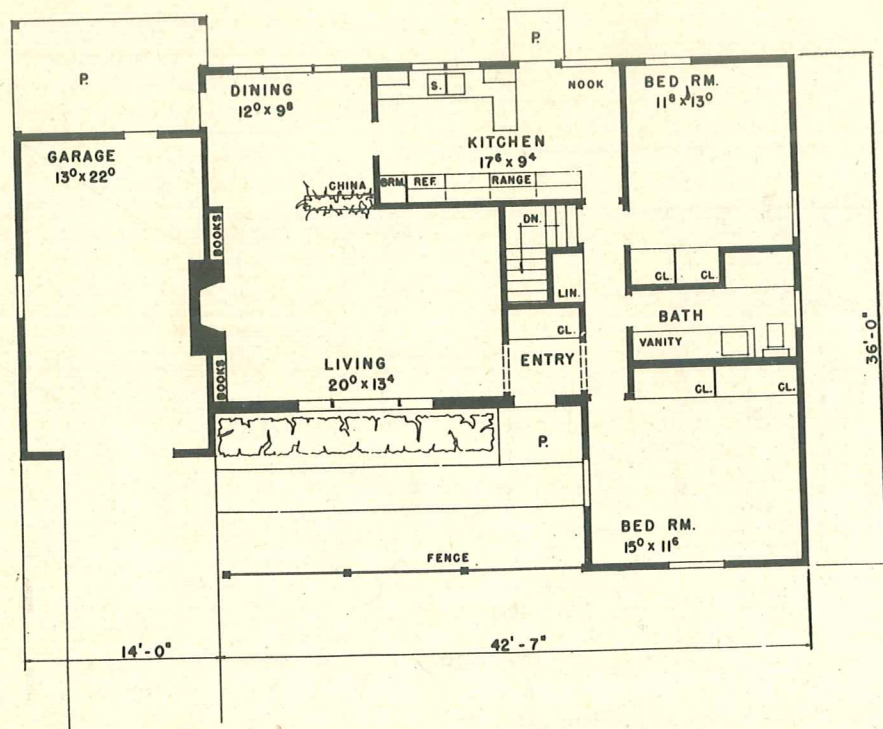 P.
P.
DINING
12⁰ x 9⁸
S.
NOOK
BED RM.
11⁸ x 13⁰
GARAGE
13⁰ x 22⁰
KITCHEN
17⁶ x 9⁴
CHINA
BRM.
REF.
RANGE
BOOKS
DN.
LIN.
CL.
CL.
BATH
VANITY
CL.
ENTRY
LIVING
20⁰ x 13⁴
BOOKS
CL.
CL.
P.
36'-0"
BED RM.
15⁰ x 11⁶
FENCE
14'-0"
42'-7"